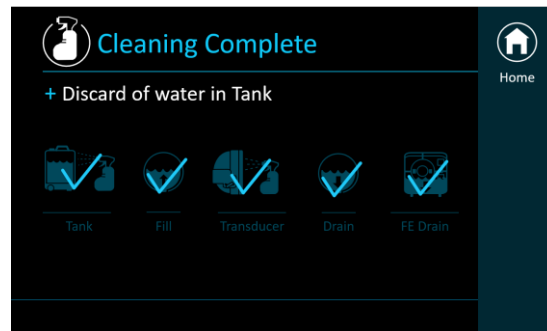 Cleaning Complete
Home
+ Discard of water in Tank
Tank
Fill
Transducer
Drain
FE Drain